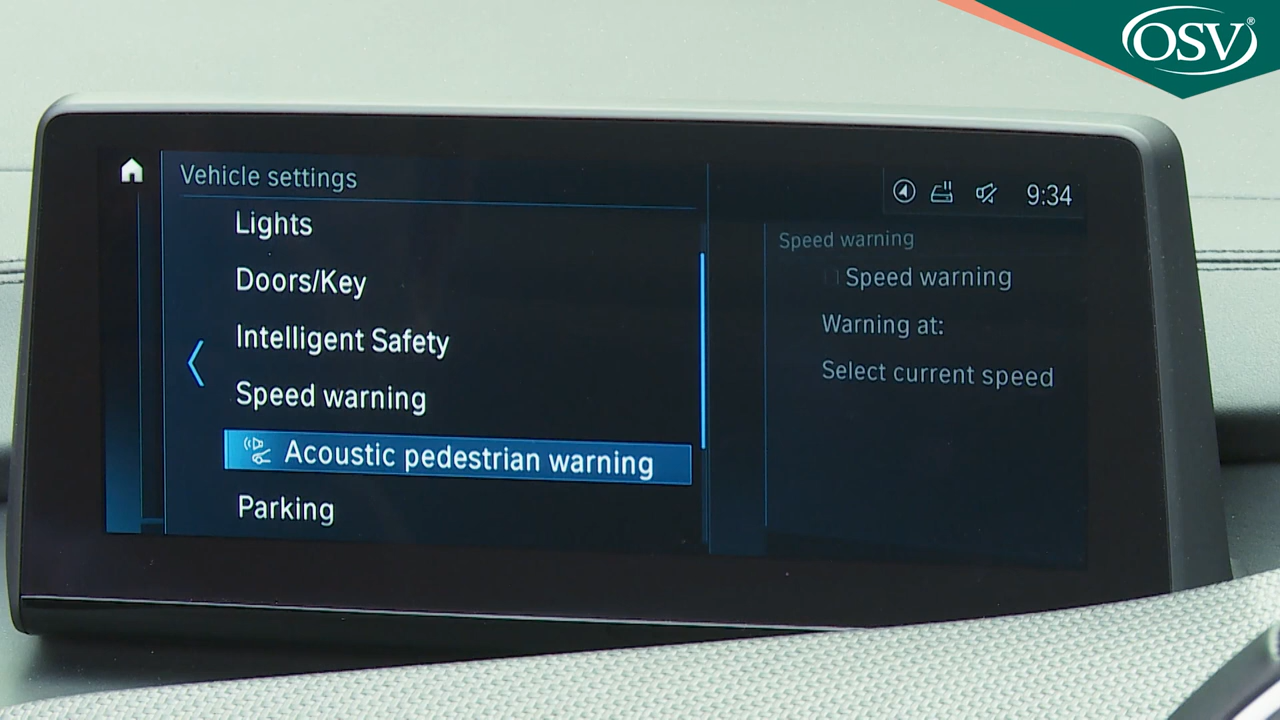 OSV®
Vehicle settings
9:34
Lights
Doors/Key
Intelligent Safety
Speed warning
Acoustic pedestrian warning
Parking
Speed warning
Speed warning
Warning at:
Select current speed